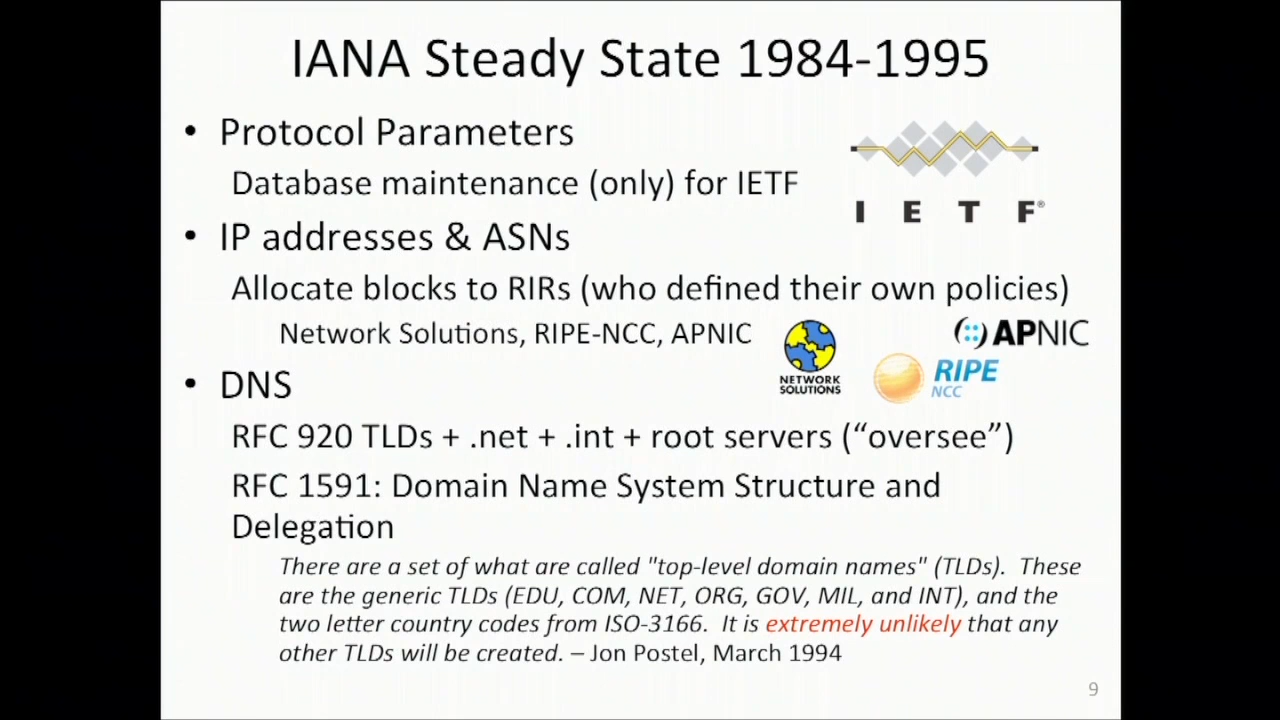 IANA Steady State 1984-1995
• Protocol Parameters
Database maintenance (only) for IETF
I E T F®
• IP addresses & ASNs
Allocate blocks to RIRs (who defined their own policies)
Network Solutions, RIPE-NCC, APNIC
NETWORK
SOLUTIONS
APNIC
RIPE
NCC
• DNS
RFC 920 TLDs + .net + .int + root servers (“oversee”)
RFC 1591: Domain Name System Structure and
Delegation
There are a set of what are called "top-level domain names" (TLDs). These
are the generic TLDs (EDU, COM, NET, ORG, GOV, MIL, and INT), and the
two letter country codes from ISO-3166. It is extremely unlikely that any
other TLDs will be created. – Jon Postel, March 1994
9